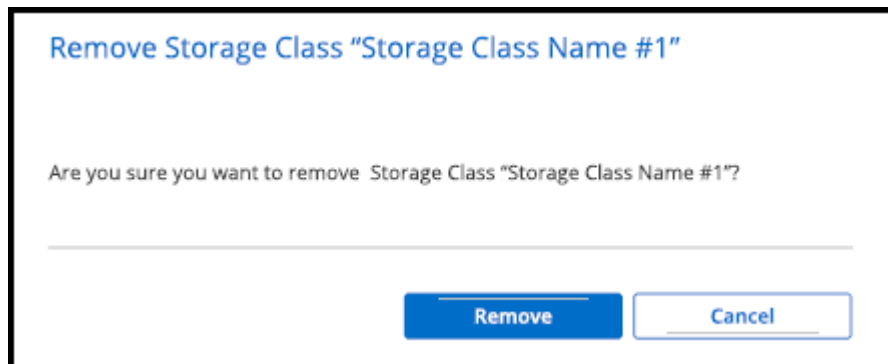 Remove Storage Class “Storage Class Name #1”
Are you sure you want to remove  Storage Class “Storage Class Name #1”?
Remove
Cancel